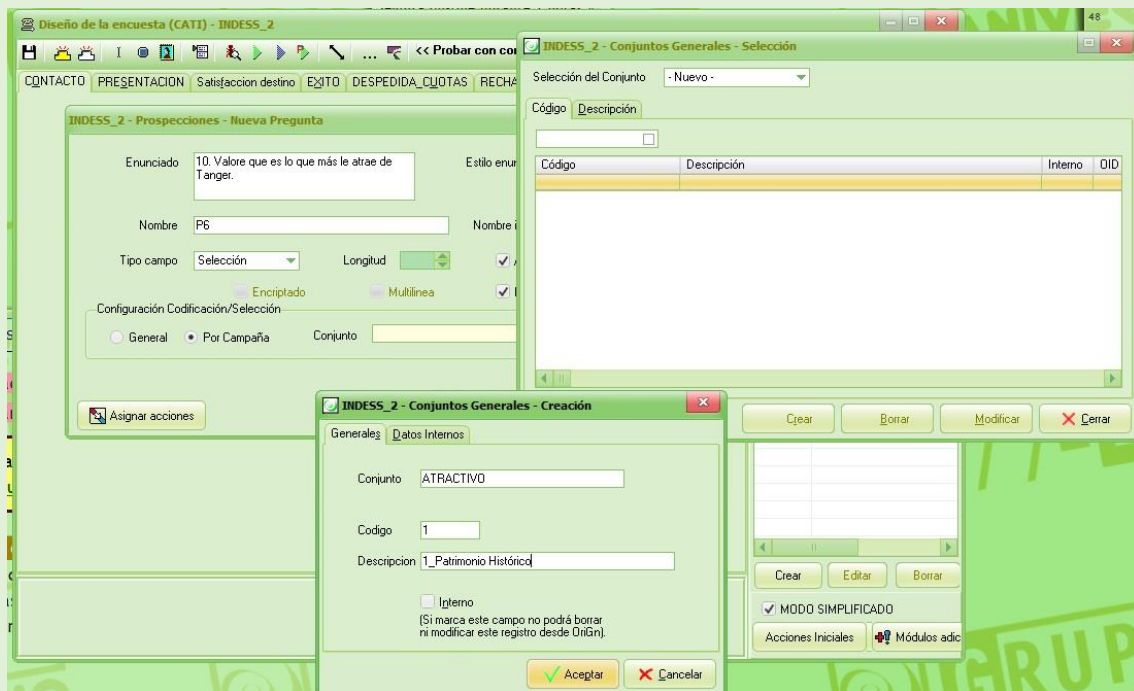 Diseño de la encuesta (CATI) - INDESS_2
48
<< Probar con
INDESS_2 - Conjuntos Generales - Selección
CONTACTO PRESENTACION Satisfaccion destino EXITO DESPEDIDA_CUOTAS
Selección del Conjunto - Nuevo -
Código Descripción
INDESS_2 - Prospecciones - Nueva Pregunta
Enunciado 10. Valore que es lo que más le atrae de
Tanger.
Estilo
Código Descripción Interno OID
Nombre P6 Nombre
Tipo campo Selección Longitud
Encriptado Multilinea
Configuración Codificación/Selección
General Por Campaña Conjunto
Asignar acciones
INDESS_2 - Conjuntos Generales - Creación
Crear Borrar Modificar Cerrar
Generales Datos Internos
Conjunto ATRACTIVO
Codigo 1
Descripcion 1_Patrimonio Histórico
Interno
(Si marca este campo no podrá borrar
ni modificar este registro desde OriGn).
Aceptar Cancelar
Crear Editar Borrar
MODO SIMPLIFICADO
Acciones Iniciales Módulos adic
GRUP